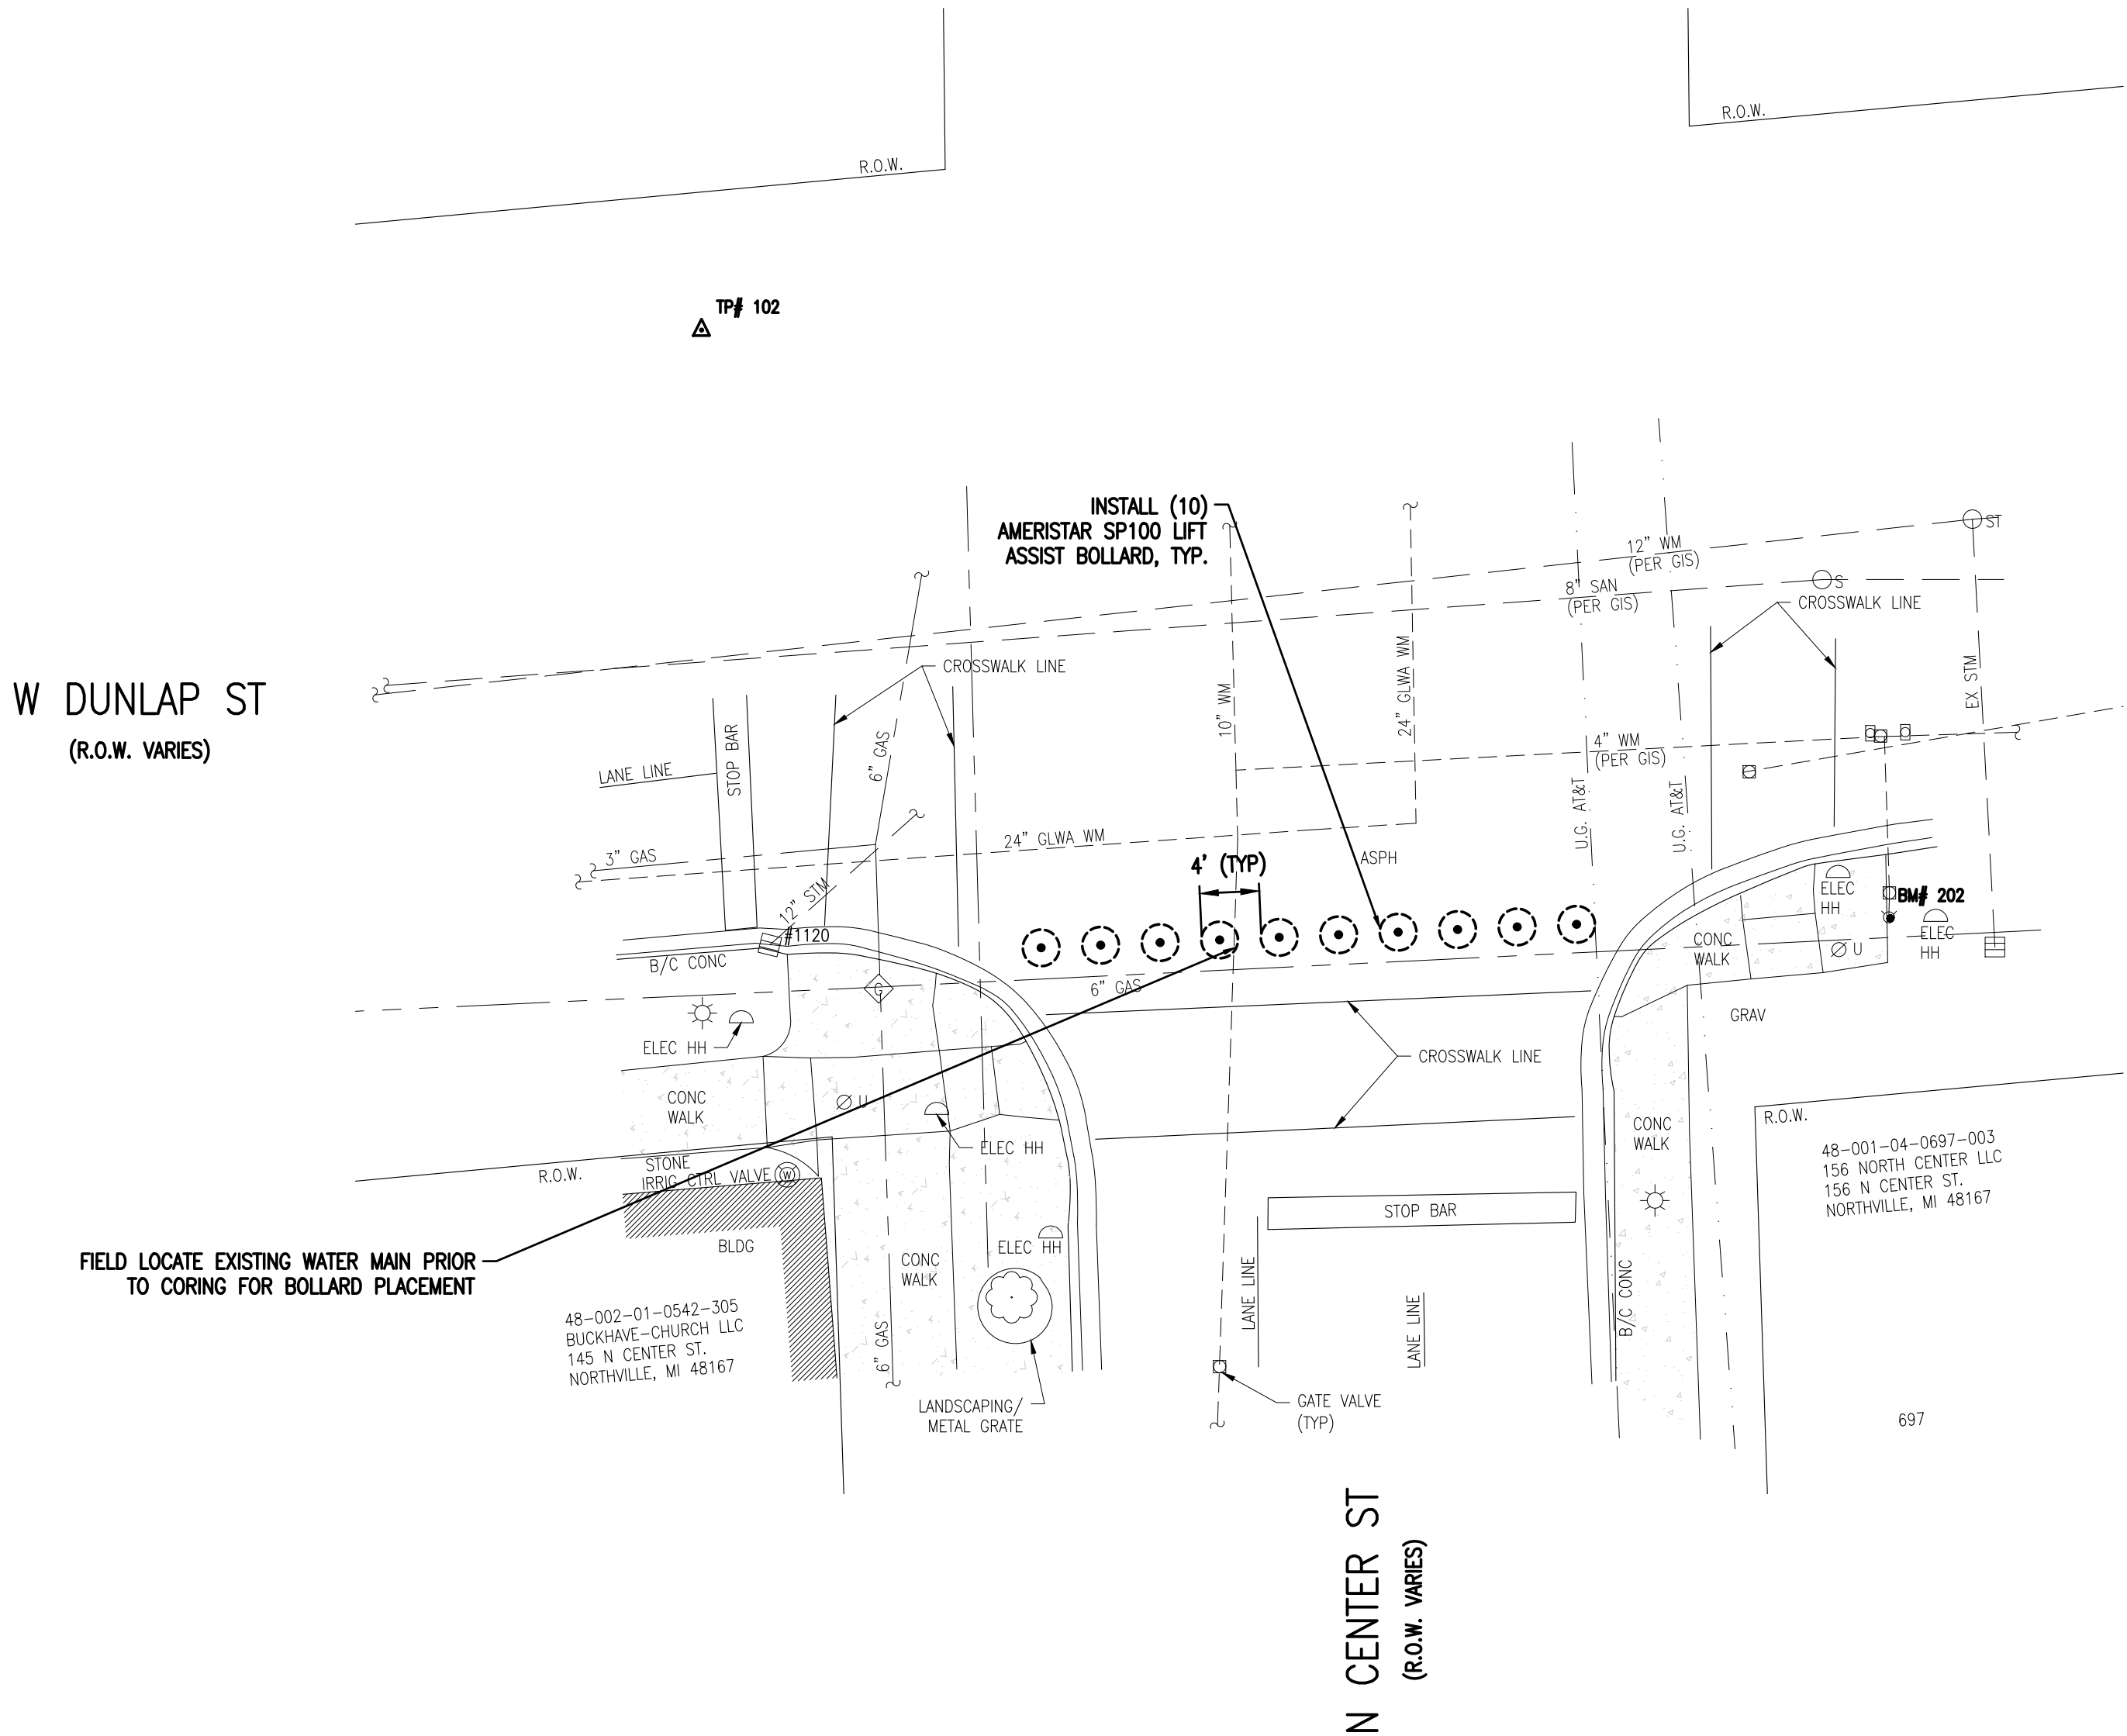 R.O.W.
R.O.W.
TP# 102
INSTALL (10)
AMERISTAR SP100 LIFT
ASSIST BOLLARD, TYP.
12" WM
(PER GIS)
ST
8" SAN
(PER GIS)
S
CROSSWALK LINE
W DUNLAP ST
(R.O.W. VARIES)
CROSSWALK LINE
LANE LINE
STOP BAR
6" GAS
10" WM
24" GLWA WM
4" WM
(PER GIS)
EX STM
U.G. AT&T
U.G. AT&T
3" GAS
24" GLWA WM
4' (TYP)
ASPH
12" STM
#1120
B/C CONC
ELEC
HH
BM# 202
ELEC
HH
CONC
WALK
U
G
6" GAS
GRAV
ELEC HH
CROSSWALK LINE
CONC
WALK
U
ELEC HH
CONC
WALK
R.O.W.
48-001-04-0697-003
156 NORTH CENTER LLC
156 N CENTER ST.
NORTHVILLE, MI 48167
R.O.W.
STONE
IRRIG CTRL VALVE
W
STOP BAR
BLDG
ELEC HH
FIELD LOCATE EXISTING WATER MAIN PRIOR
TO CORING FOR BOLLARD PLACEMENT
CONC
WALK
LANE LINE
LANE LINE
B/C CONC
48-002-01-0542-305
BUCKHAVE-CHURCH LLC
145 N CENTER ST.
NORTHVILLE, MI 48167
6" GAS
LANDSCAPING/
METAL GRATE
GATE VALVE
(TYP)
697
N CENTER ST
(R.O.W. VARIES)